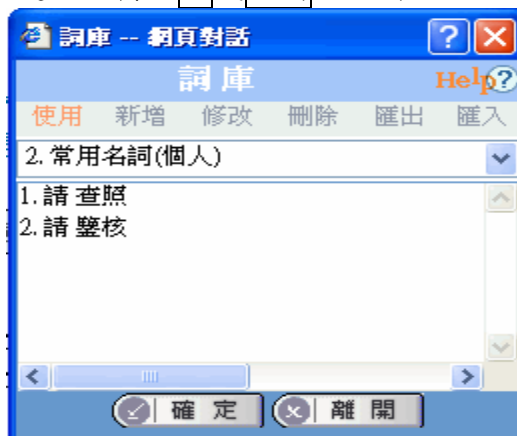 詞庫 -- 網頁對話
詞庫 Help
使用 新增 修改 刪除 匯出 匯入
2. 常用名詞(個人)
1. 請 查照
2. 請 鑒核
確定 離開